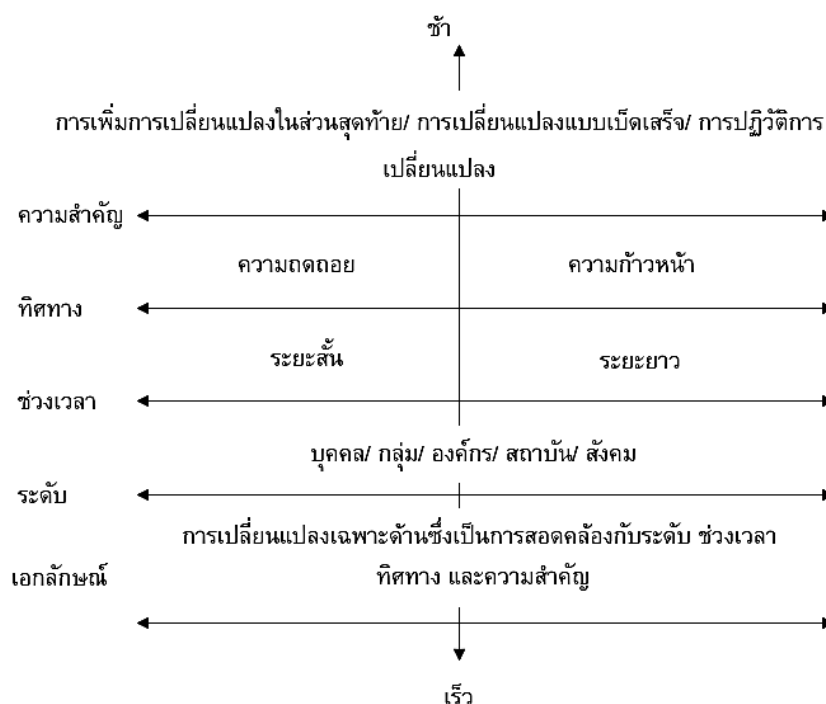 ช้า
การเพิ่มการเปลี่ยนแปลงในส่วนสุดท้าย/ การเปลี่ยนแปลงแบบเบ็ดเสร็จ/ การปฏิวัติการ
เปลี่ยนแปลง
ความสำคัญ
ความถดถอย ความก้าวหน้า
ทิศทาง
ระยะสั้น ระยะยาว
ช่วงเวลา
บุคคล/ กลุ่ม/ องค์กร/ สถาบัน/ สังคม
ระดับ
การเปลี่ยนแปลงเฉพาะด้านซึ่งเป็นการสอดคล้องกับระดับ ช่วงเวลา
เอกลักษณ์ ทิศทาง และความสำคัญ
เร็ว